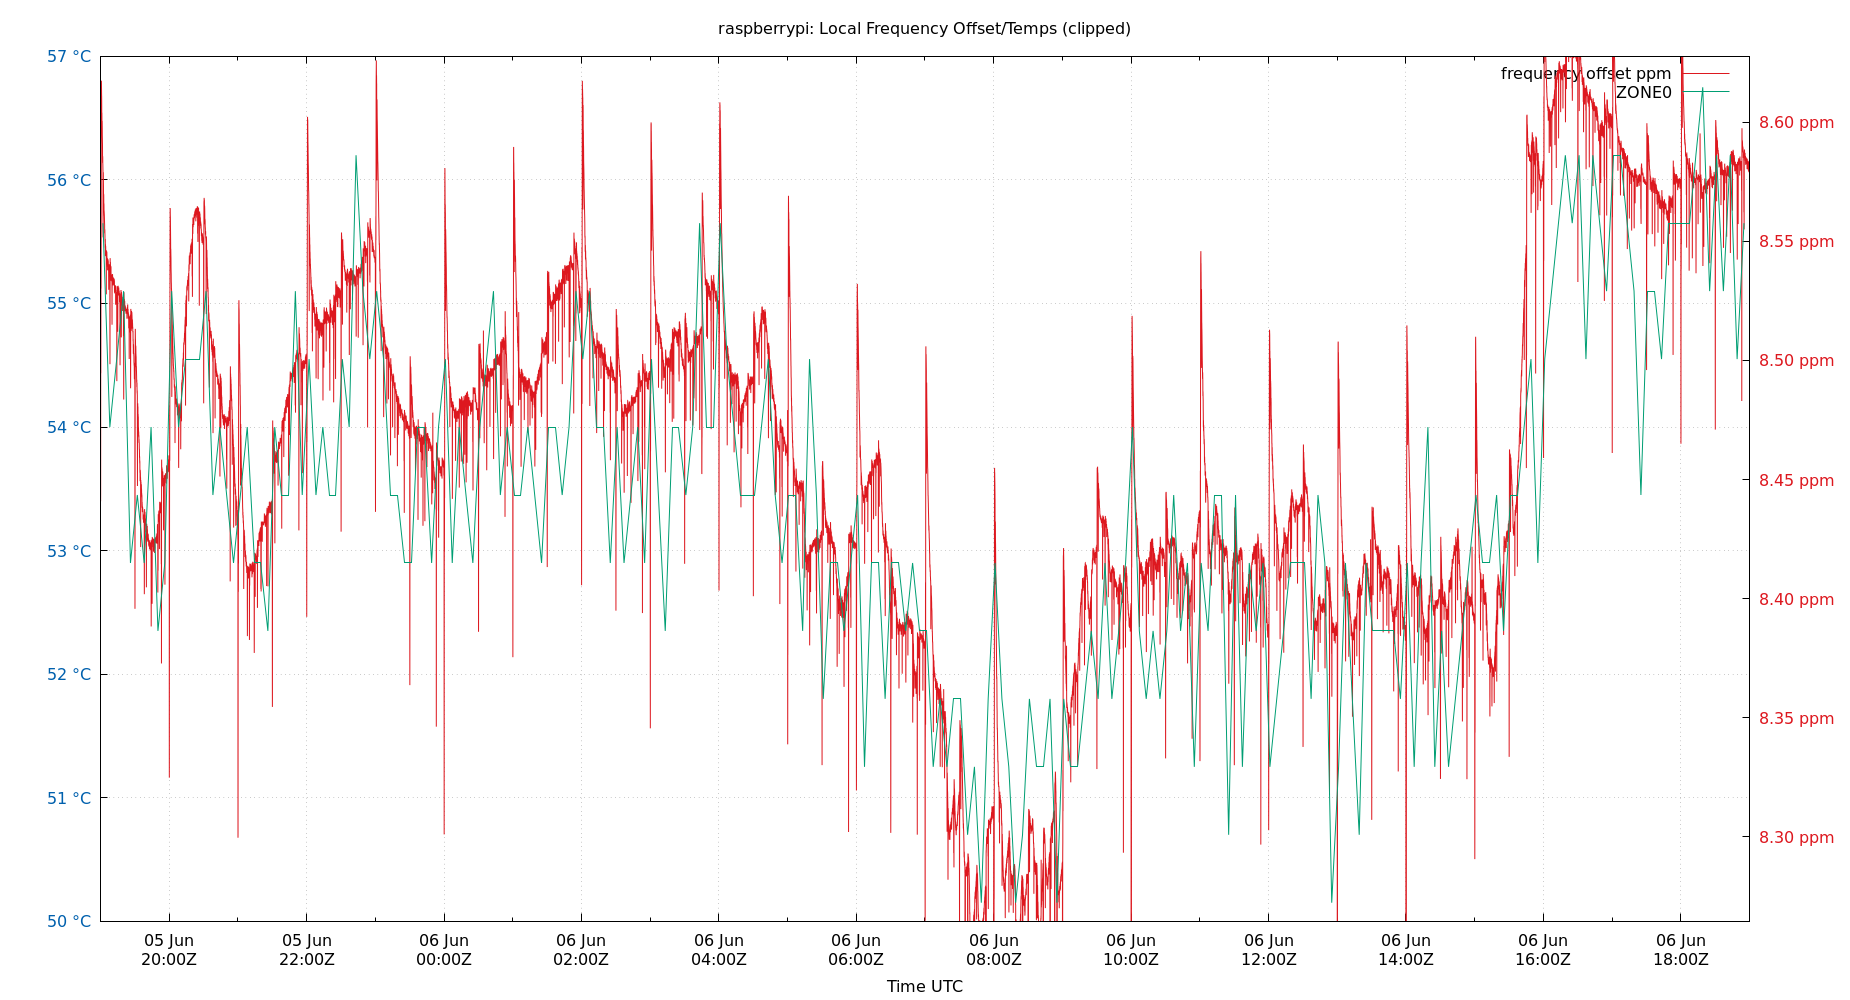 raspberrypi: Local Frequency Offset/Temps (clipped)
57 °C
56 °C
55 °C
54 °C
53 °C
52 °C
51 °C
50 °C
frequency offset ppm
ZONE0
8.60 ppm
8.55 ppm
8.50 ppm
8.45 ppm
8.40 ppm
8.35 ppm
8.30 ppm
05 Jun 05 Jun 06 Jun 06 Jun 06 Jun 06 Jun 06 Jun 06 Jun 06 Jun 06 Jun 06 Jun 06 Jun
20:00Z 22:00Z 00:00Z 02:00Z 04:00Z 06:00Z 08:00Z 10:00Z 12:00Z 14:00Z 16:00Z 18:00Z
Time UTC